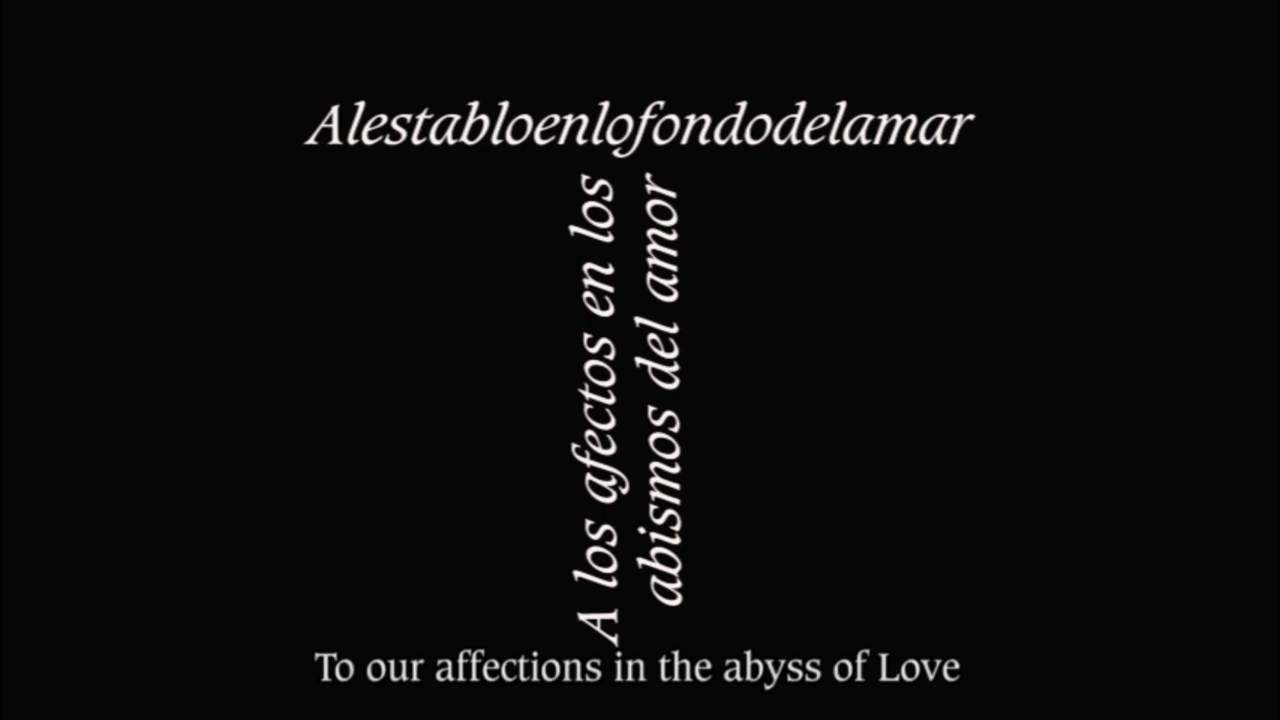 Alestabloenlofondodelamar
A los afectos en los
abismos del amor
To our affections in the abyss of Love